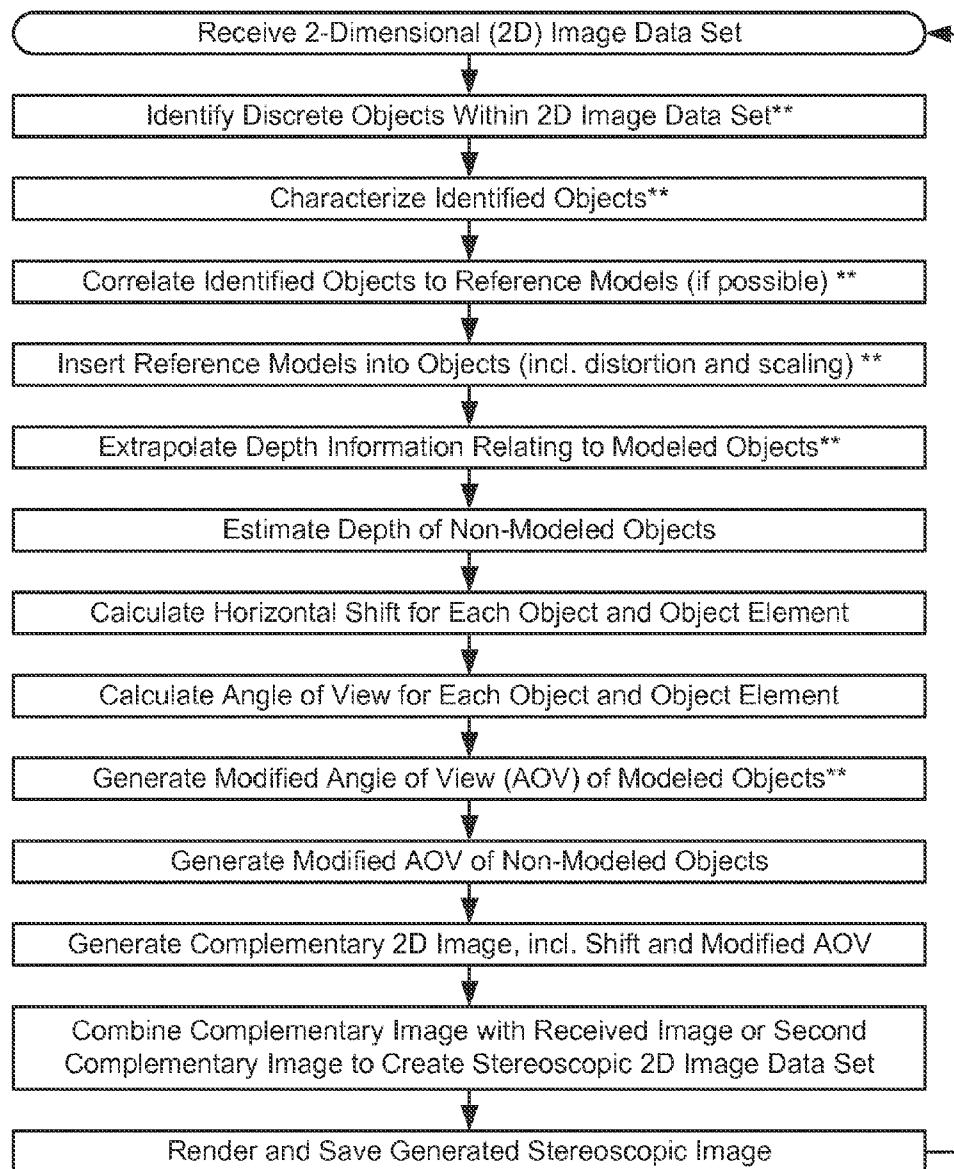 Receive 2-Dimensional (2D) Image Data Set
Identify Discrete Objects Within 2D Image Data Set**
Characterize Identified Objects**
Correlate Identified Objects to Reference Models (if possible) **
Insert Reference Models into Objects (incl. distortion and scaling) **
Extrapolate Depth Information Relating to Modeled Objects**
Estimate Depth of Non-Modeled Objects
Calculate Horizontal Shift for Each Object and Object Element
Calculate Angle of View for Each Object and Object Element
Generate Modified Angle of View (AOV) of Modeled Objects**
Generate Modified AOV of Non-Modeled Objects
Generate Complementary 2D Image, incl. Shift and Modified AOV
Combine Complementary Image with Received Image or Second
Complementary Image to Create Stereoscopic 2D Image Data Set
Render and Save Generated Stereoscopic Image